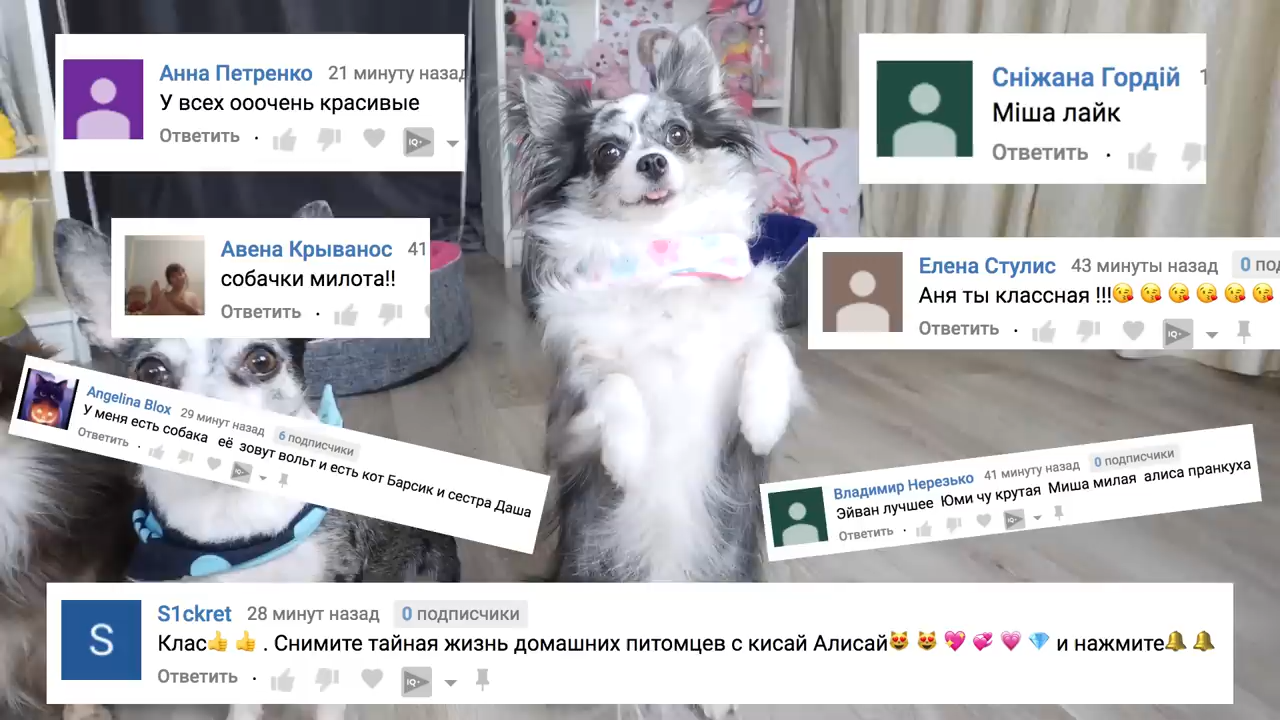 Анна Петренко 21 минуту назад
У всех ооочень красивые
Ответить
Сніжана Гордій
Міша лайк
Ответить
Авена Крыванос 41
собачки милота!!
Ответить
Елена Стулис 43 минуты назад 0 под
Аня ты классная !!!😘 😘 😘 😘 😘 😘
Ответить
IQ+
Angelina Blox 29 минут назад 6 подписчики
У меня есть собака её зовут вольт и есть кот Барсик и сестра Даша
Ответить
Владимир Нерезько 41 минуту назад 0 подписчики
Эйван лучшее Юми чу крутая Миша милая алиса пранкуха
Ответить
S
S1ckret 28 минут назад 0 подписчики
Клас👍 👍 . Снимите тайная жизнь домашних питомцев с кисай Алисай😻 😻 💖 💞 💗 💎 и нажмите🔔 🔔
Ответить
IQ+